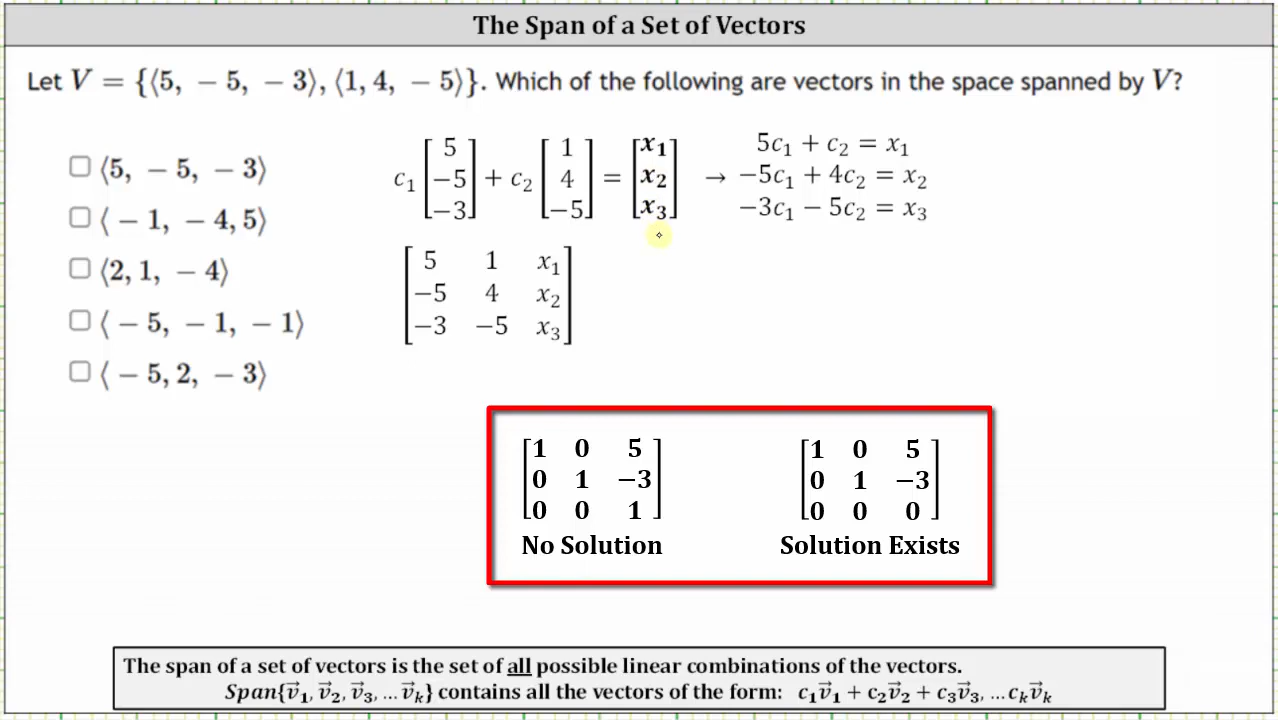 The Span of a Set of Vectors
Let V = {⟨5, − 5, − 3⟩, ⟨1, 4, − 5⟩}. Which of the following are vectors in the space spanned by V?
⟨5, − 5, − 3⟩
⟨ − 1, − 4, 5⟩
⟨2, 1, − 4⟩
⟨ − 5, − 1, − 1⟩
⟨ − 5, 2, − 3⟩
c₁ [5 −5 −3] + c₂ [1 4 −5] = [x₁ x₂ x₃] →
5c₁ + c₂ = x₁
−5c₁ + 4c₂ = x₂
−3c₁ − 5c₂ = x₃
5 1 x₁
−5 4 x₂
−3 −5 x₃
1 0 5
0 1 −3
0 0 1
No Solution
1 0 5
0 1 −3
0 0 0
Solution Exists
The span of a set of vectors is the set of all possible linear combinations of the vectors.
Span{v⃗₁, v⃗₂, v⃗₃, … v⃗ₖ} contains all the vectors of the form: c₁v⃗₁ + c₂v⃗₂ + c₃v⃗₃, … cₖv⃗ₖ